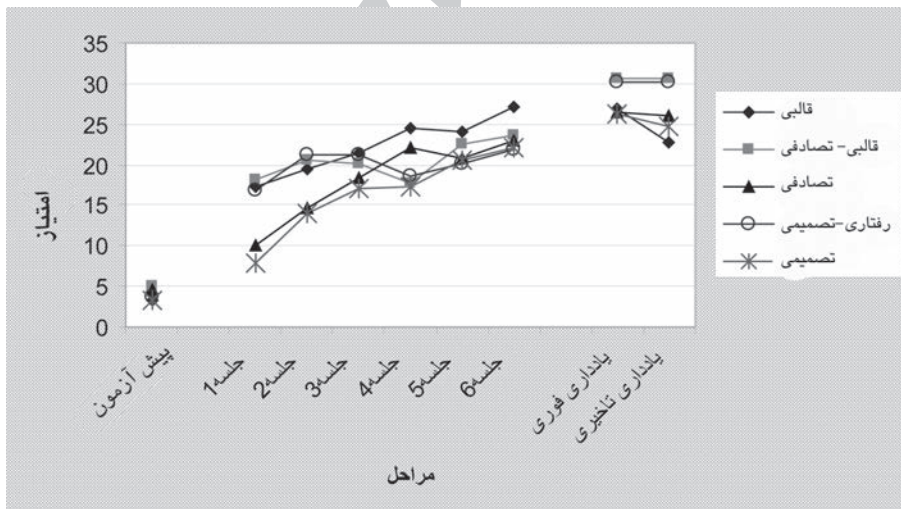 35
30
25
20
15
10
5
0
امتیاز
پیش آزمون
جلسه1
جلسه2
جلسه3
جلسه4
جلسه5
جلسه6
یادداری فوری
یادداری تاخیری
مراحل
قالبی
قالبی- تصادفی
تصادفی
رفتاری-تصمیمی
تصمیمی